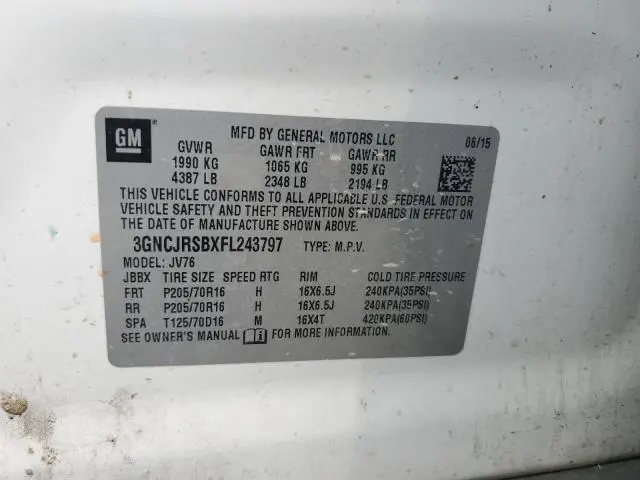 GM ®
MFD BY GENERAL MOTORS LLC 06/15
GVWR GAWR FRT GAWR RR
1990 KG 1065 KG 995 KG
4387 LB 2348 LB 2194 LB
THIS VEHICLE CONFORMS TO ALL APPLICABLE U.S. FEDERAL MOTOR
VEHICLE SAFETY AND THEFT PREVENTION STANDARDS IN EFFECT ON
THE DATE OF MANUFACTURE SHOWN ABOVE.
3GNCJRSBXFL243797 TYPE: M.P.V.
MODEL: JV76
JBBX TIRE SIZE SPEED RTG RIM COLD TIRE PRESSURE
FRT P205/70R16 H 16X6.5J 240KPA(35PSI)
RR P205/70R16 H 16X6.5J 240KPA(35PSI)
SPA T125/70D16 M 16X4T 420KPA(60PSI)
SEE OWNER'S MANUAL FOR MORE INFORMATION.